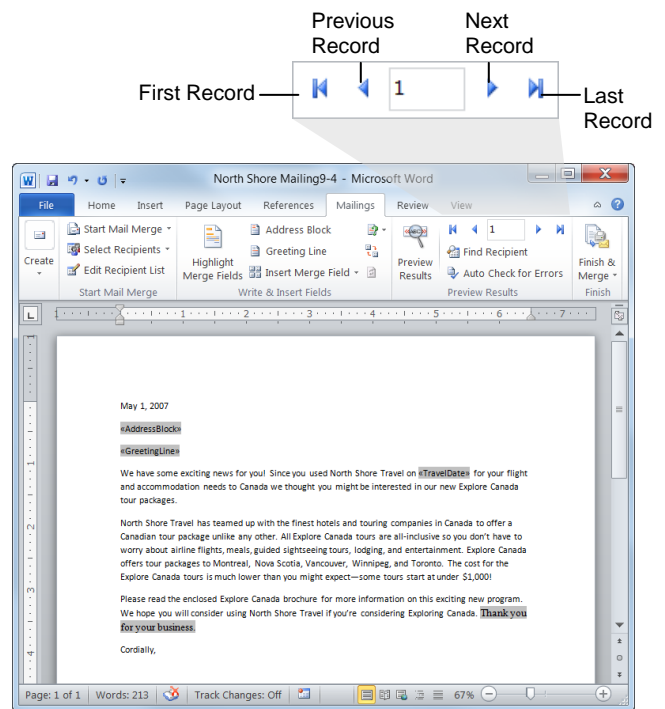 Previous Record
Next Record
First Record
1
Last Record
W
North Shore Mailing9-4 - Microsoft Word
File Home Insert Page Layout References Mailings Review View
Create
Start Mail Merge
Select Recipients
Edit Recipient List
Start Mail Merge
Highlight Merge Fields
Address Block
Greeting Line
Insert Merge Field
Write & Insert Fields
ABC
Preview Results
1
Find Recipient
Auto Check for Errors
Preview Results
Finish & Merge
Finish
L
1 2 3 4 5 6 7
May 1, 2007
«AddressBlock»
«GreetingLine»
We have some exciting news for you! Since you used North Shore Travel on «TravelDate» for your flight
and accommodation needs to Canada we thought you might be interested in our new Explore Canada
tour packages.
North Shore Travel has teamed up with the finest hotels and touring companies in Canada to offer a
Canadian tour package unlike any other. All Explore Canada tours are all-inclusive so you don't have to
worry about airline flights, meals, guided sightseeing tours, lodging, and entertainment. Explore Canada
offers tour packages to Montreal, Nova Scotia, Vancouver, Winnipeg, and Toronto. The cost for the
Explore Canada tours is much lower than you might expect—some tours start at under $1,000!
Please read the enclosed Explore Canada brochure for more information on this exciting new program.
We hope you will consider using North Shore Travel if you're considering Exploring Canada. Thank you
for your business.
Cordially,
Page: 1 of 1 Words: 213 Track Changes: Off 67%